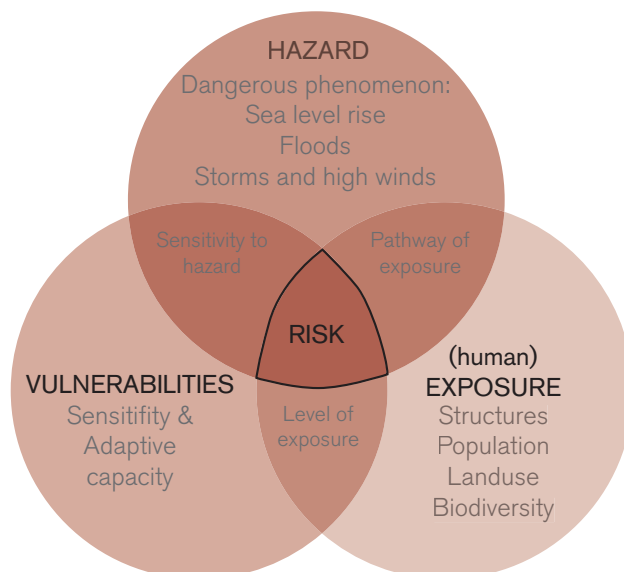 HAZARD
Dangerous phenomenon:
Sea level rise
Floods
Storms and high winds
Sensitivity to
hazard
Pathway of
exposure
RISK
VULNERABILITIES
Sensitifity &
Adaptive
capacity
Level of
exposure
(human)
EXPOSURE
Structures
Population
Landuse
Biodiversity